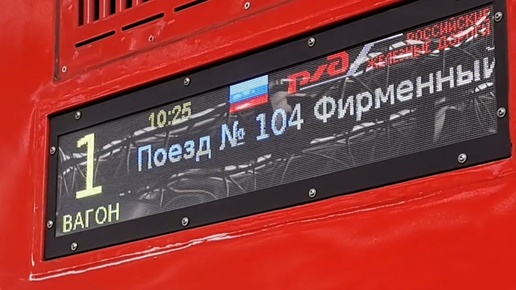 10:25
РЖД
РОССИЙСКИЕ
ЖЕЛЕЗНЫЕ ДОРОГИ
1
ВАГОН
Поезд № 104 Фирменный